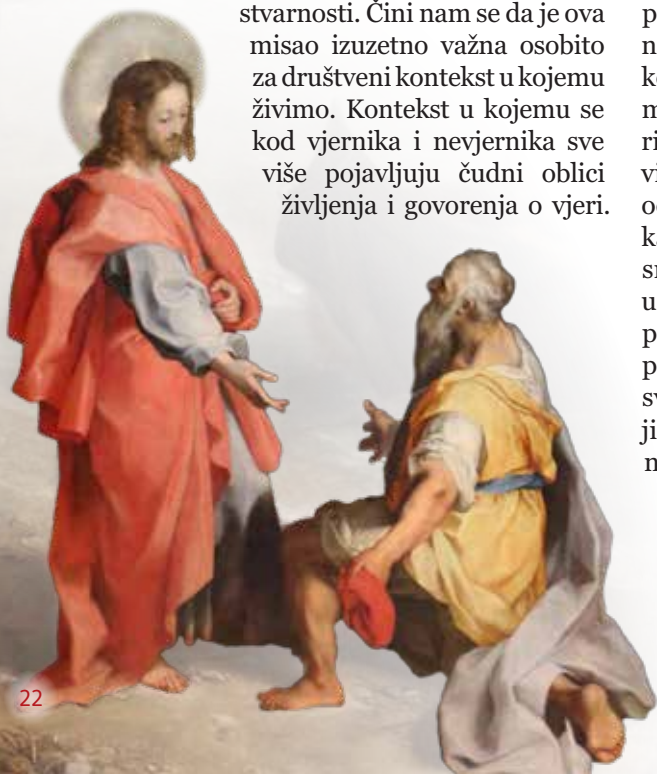 stvarnosti. Čini nam se da je ova
misao izuzetno važna osobito
za društveni kontekst u kojemu
živimo. Kontekst u kojemu se
kod vjernika i nevjernika sve
više pojavljuju čudni oblici
življenja i govorenja o vjeri.
22